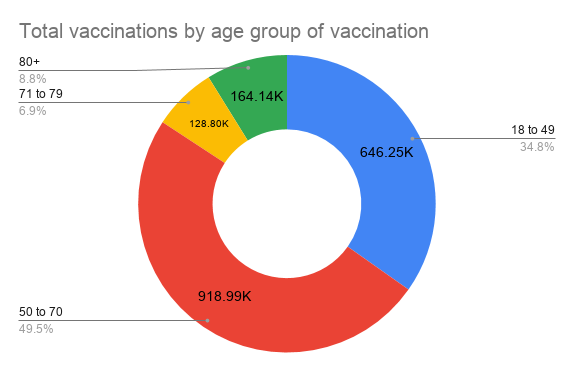 Total vaccinations by age group of vaccination
80+
8.8%
71 to 79
6.9%
164.14K
128.80K
18 to 49
34.8%
646.25K
918.99K
50 to 70
49.5%